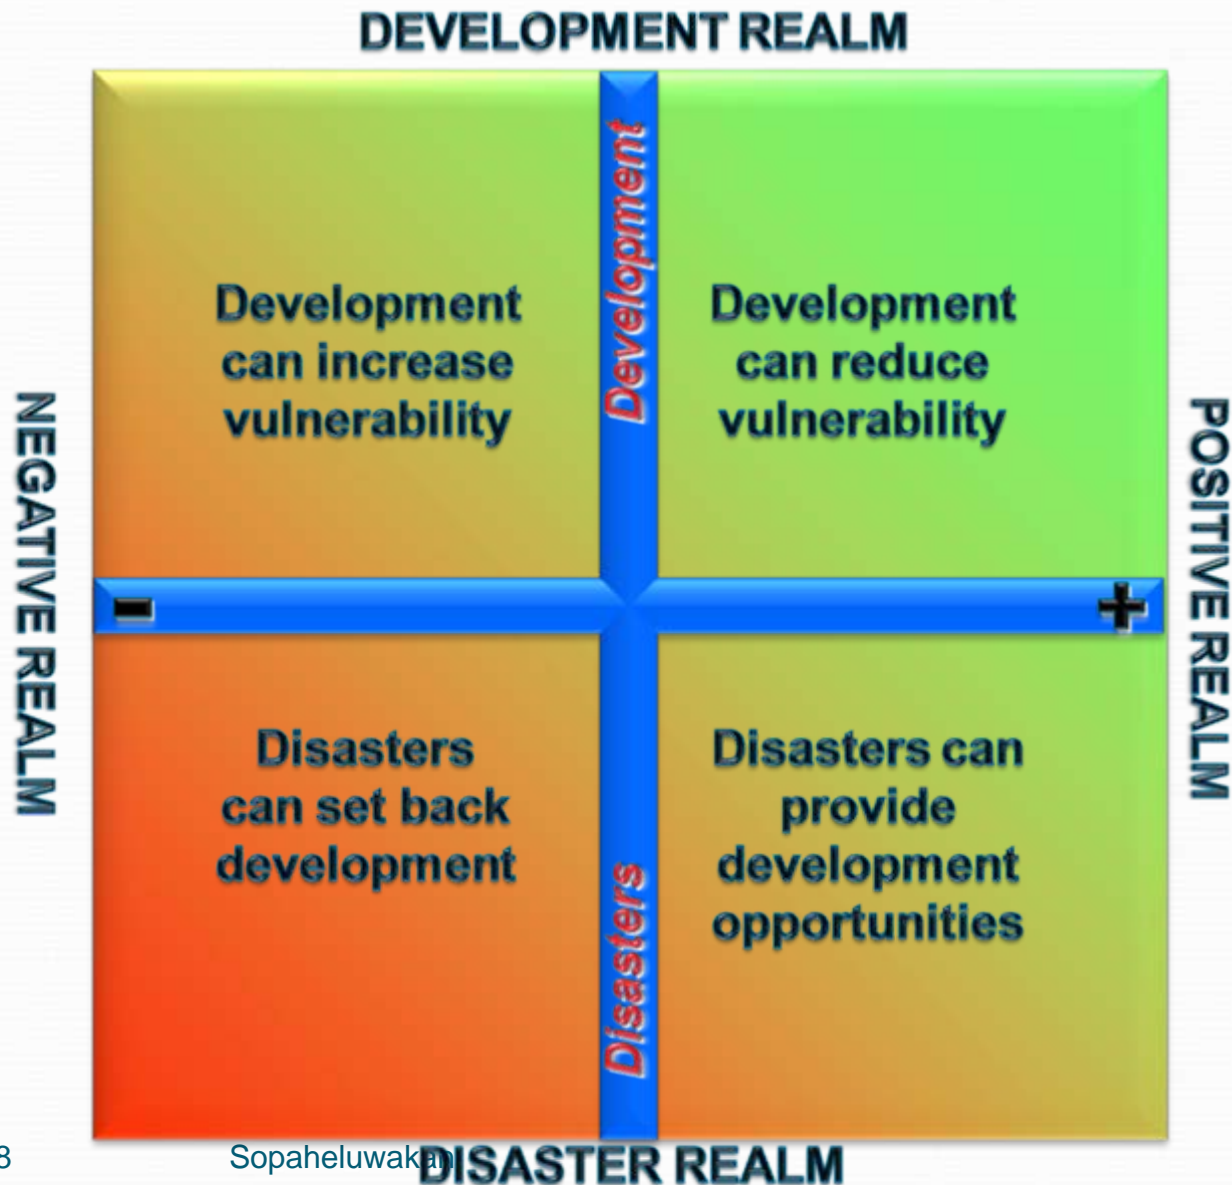 DEVELOPMENT REALM
Development
can increase
vulnerability
Development
Development
can reduce
vulnerability
NEGATIVE REALM
POSITIVE REALM
-
+
Disasters
can set back
development
Disasters
Disasters can
provide
development
opportunities
8
Sopaheluwakan
DISASTER REALM